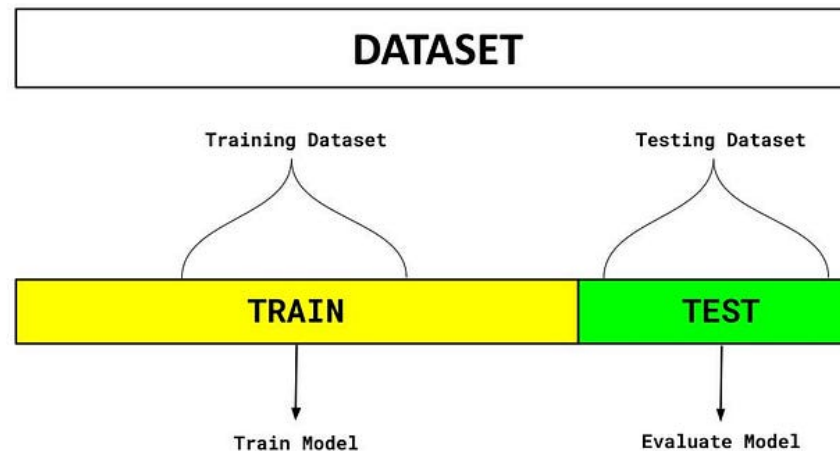 DATASET
Training Dataset
Testing Dataset
TRAIN
TEST
Train Model
Evaluate Model